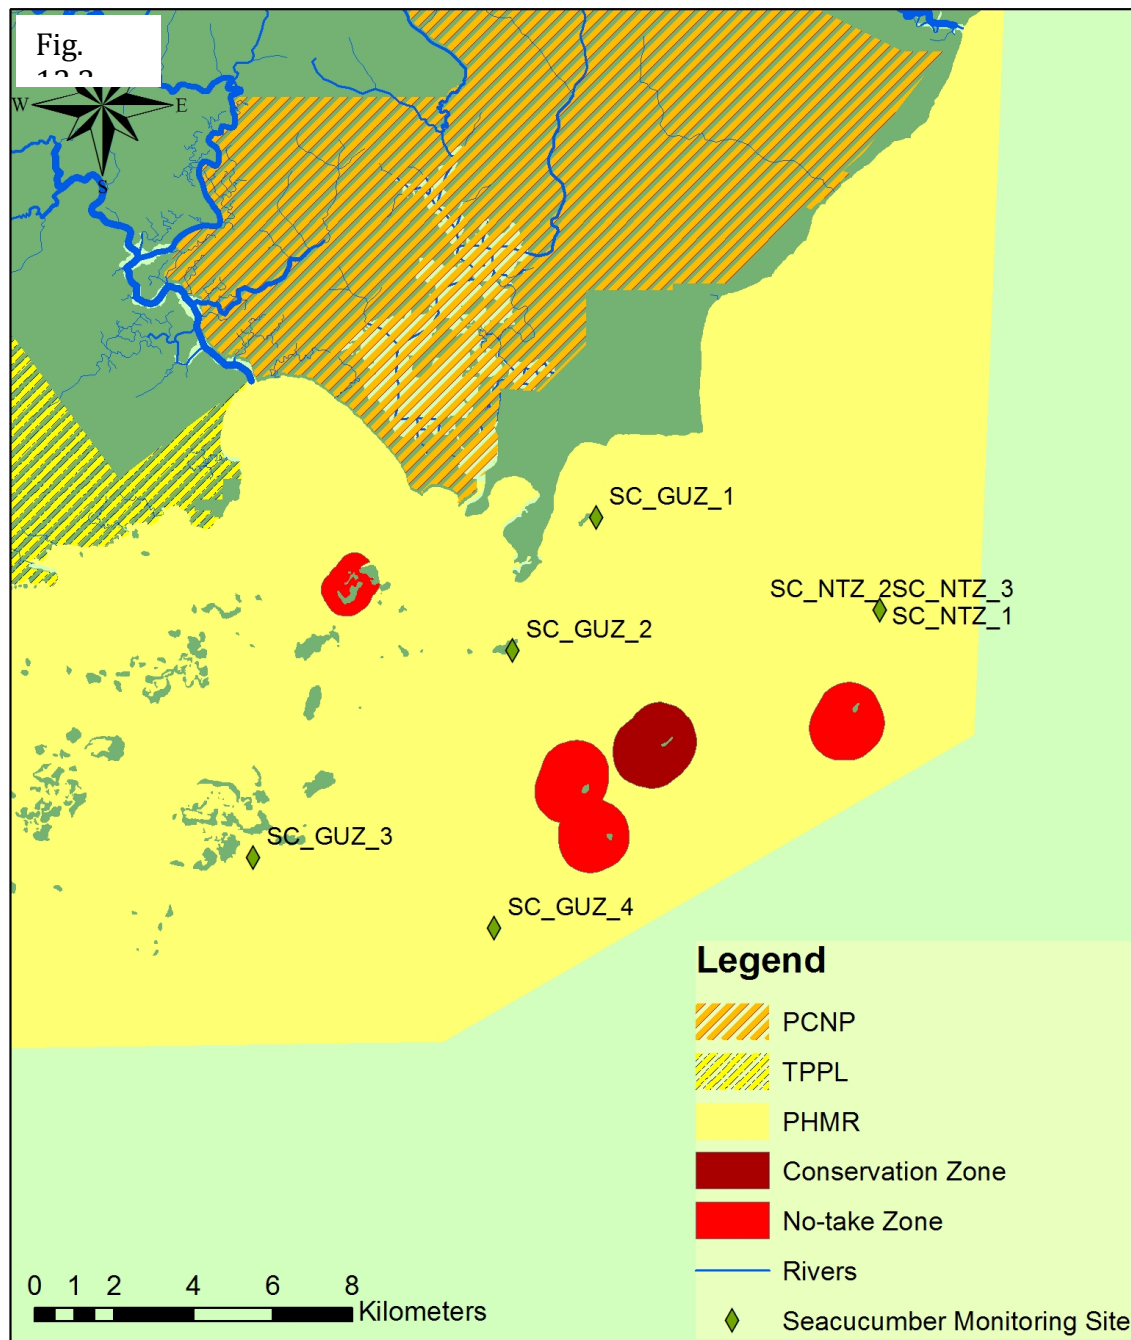 Fig.
W
E
S
SC_GUZ_1
SC_NTZ_2SC_NTZ_3
SC_NTZ_1
SC_GUZ_2
SC_GUZ_3
SC_GUZ_4
Legend
PCNP
TPPL
PHMR
Conservation Zone
No-take Zone
Rivers
Seacucumber Monitoring Site
0 1 2 4 6 8
Kilometers